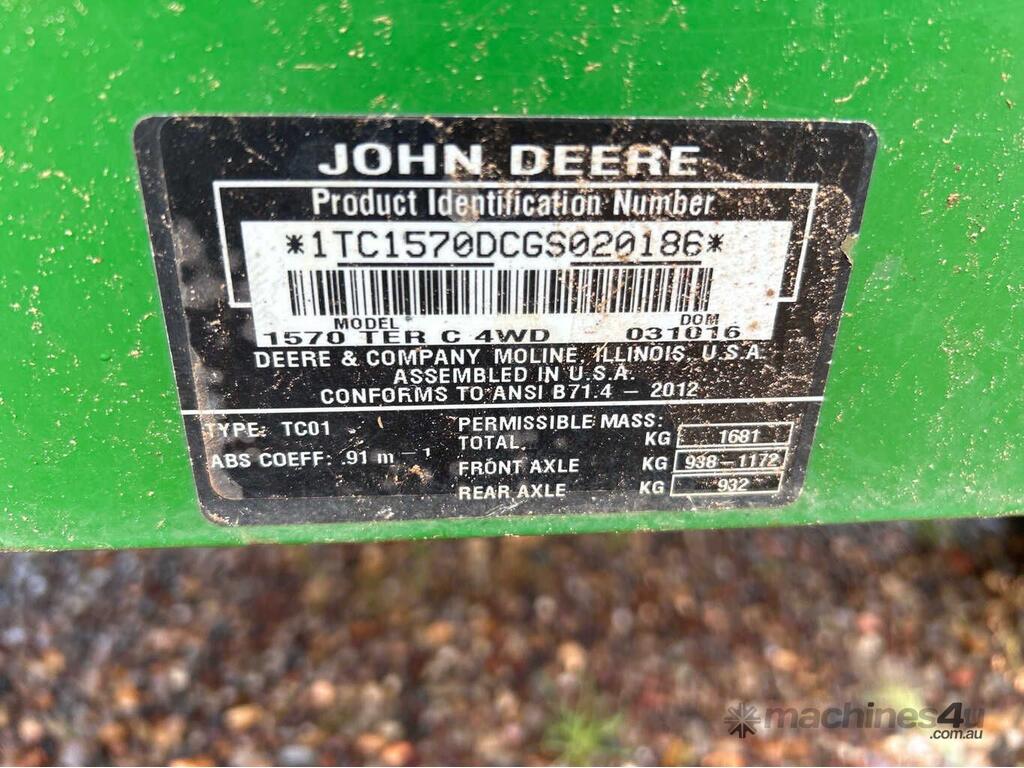 JOHN DEERE
Product Identification Number
*1TC1570DCGS020186*
MODEL DOM
1570 TER C 4WD 031016
DEERE & COMPANY MOLINE, ILLINOIS, U.S.A.
ASSEMBLED IN U.S.A.
CONFORMS TO ANSI B71.4 – 2012
TYPE: TC01
ABS COEFF: .91 m – 1
PERMISSIBLE MASS:
TOTAL KG 1681
FRONT AXLE KG 938–1172
REAR AXLE KG 932
machines4u
.com.au